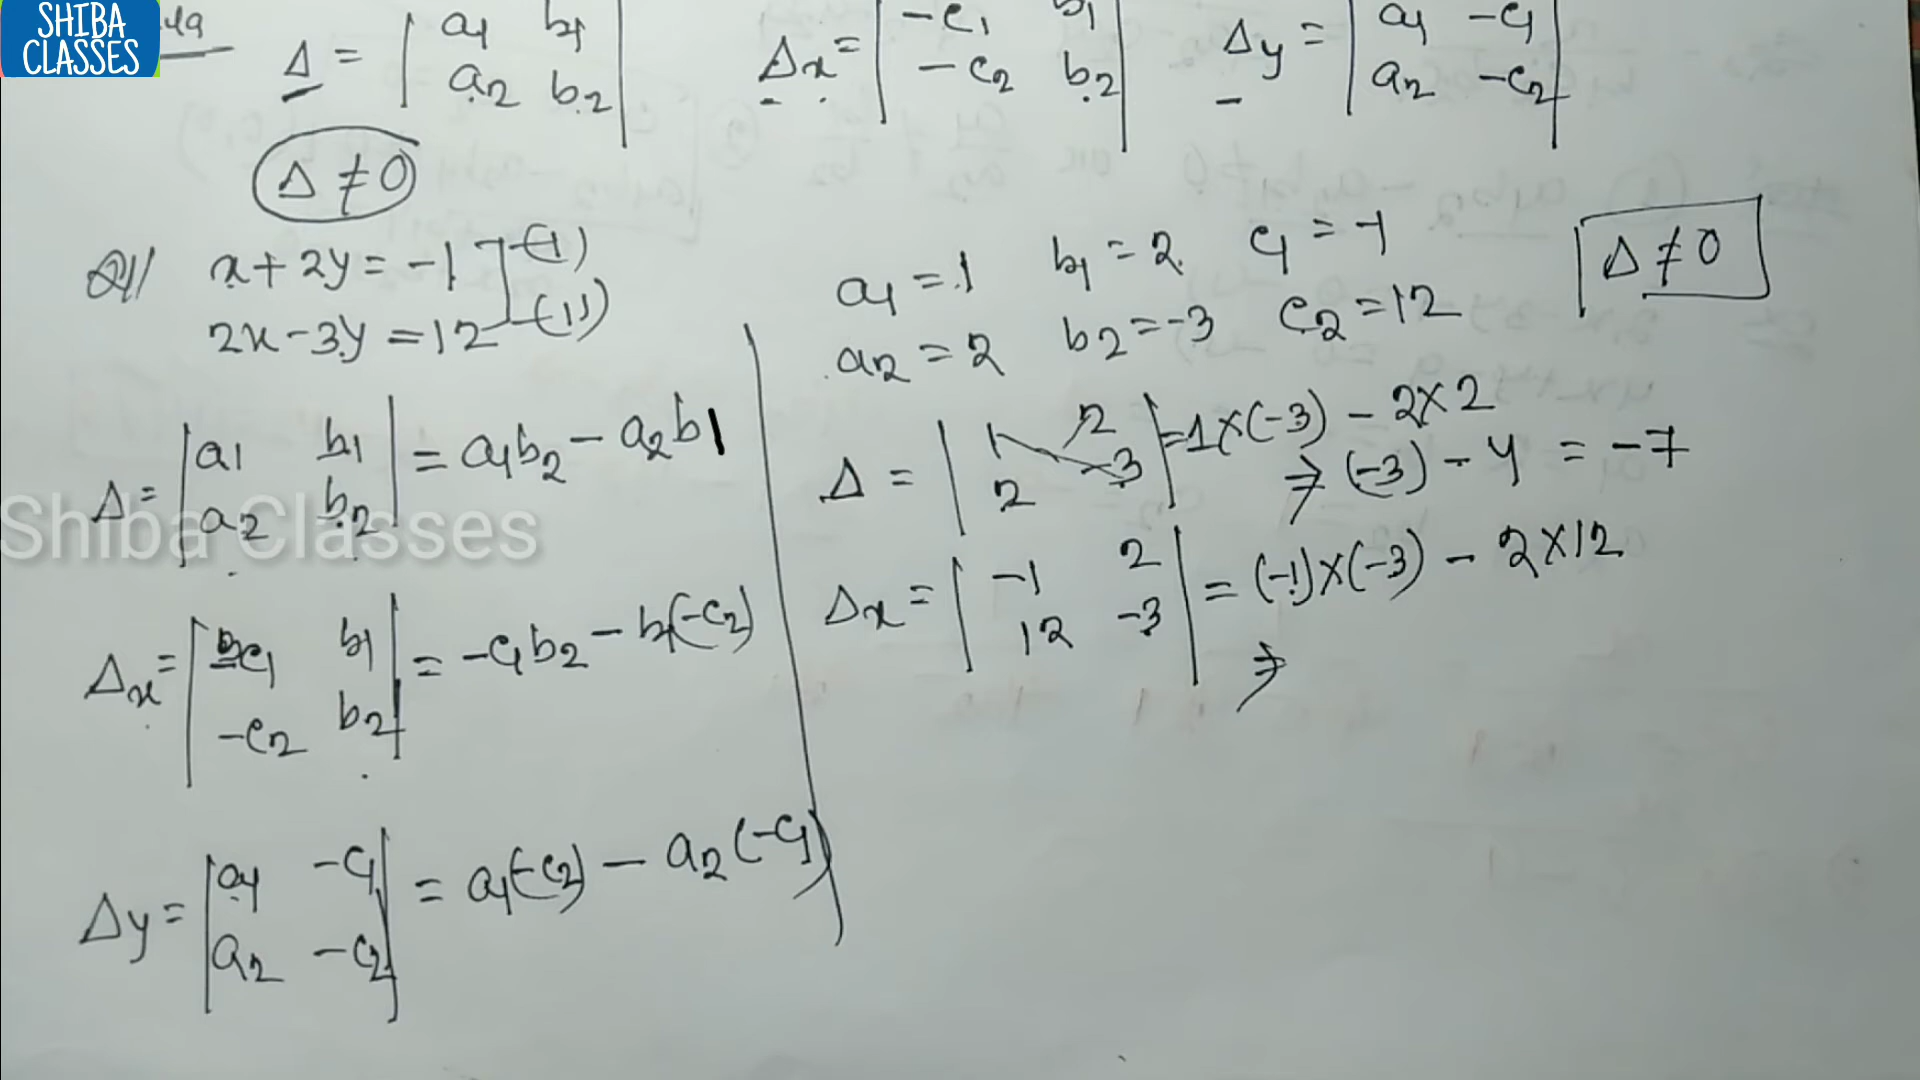 SHIBA
CLASSES
Δ = | a1 b1 |
| a2 b2 |
Δx = | -c1 b1 |
| -c2 b2 |
Δy = | a1 -c1 |
| a2 -c2 |
Δ ≠ 0
Q1// x + 2y = -1 ](i)
2x - 3y = 12 (ii)
a1 = 1 b1 = 2 c1 = -1
a2 = 2 b2 = -3 c2 = 12
Δ ≠ 0
Δ = | a1 b1 | = a1b2 - a2b1
| a2 b2 |
Shiba Classes
Δx = | -c1 b1 | = -c1b2 - b1(-c2)
| -c2 b2 |
Δy = | a1 -c1 | = a1(-c2) - a2(-c1)
| a2 -c2 |
Δ = | 1 2 | = 1×(-3) - 2×2
| 2 -3 | ⇒ (-3) - 4 = -7
Δx = | -1 2 | = (-1)×(-3) - 2×12
| 12 -3 |
⇒